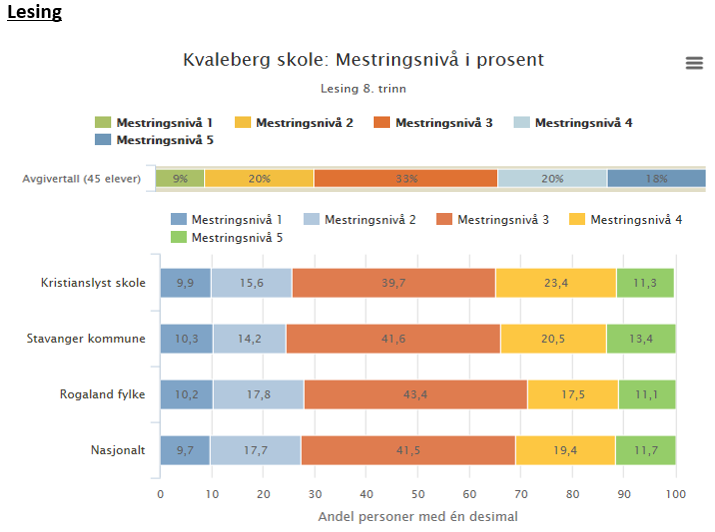 Lesing
Kvaleberg skole: Mestringsnivå i prosent
Lesing 8. trinn
Mestringsnivå 1 Mestringsnivå 2 Mestringsnivå 3 Mestringsnivå 4
Mestringsnivå 5
Avgivertall (45 elever) 9% 20% 33% 20% 18%
Mestringsnivå 1 Mestringsnivå 2 Mestringsnivå 3 Mestringsnivå 4
Mestringsnivå 5
Kristianslyst skole 9,9 15,6 39,7 23,4 11,3
Stavanger kommune 10,3 14,2 41,6 20,5 13,4
Rogaland fylke 10,2 17,8 43,4 17,5 11,1
Nasjonalt 9,7 17,7 41,5 19,4 11,7
0 10 20 30 40 50 60 70 80 90 100
Andel personer med én desimal